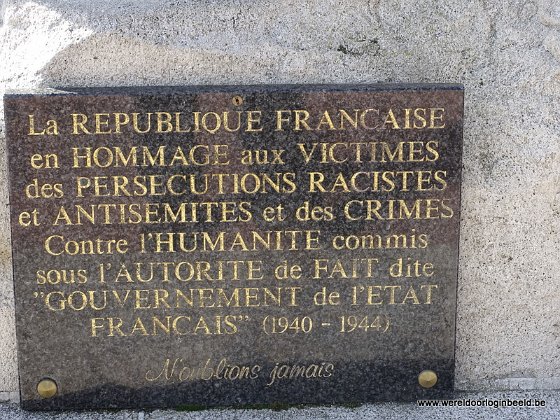 La REPUBLIQUE FRANCAISE
en HOMMAGE aux VICTIMES
des PERSECUTIONS RACISTES
et ANTISEMITES et des CRIMES
Contre l'HUMANITE commis
sous l'AUTORITE de FAIT dite
"GOUVERNEMENT de l'ETAT
FRANCAIS" (1940 - 1944)
N'oublions jamais
www.wereldoorloginbeeld.be